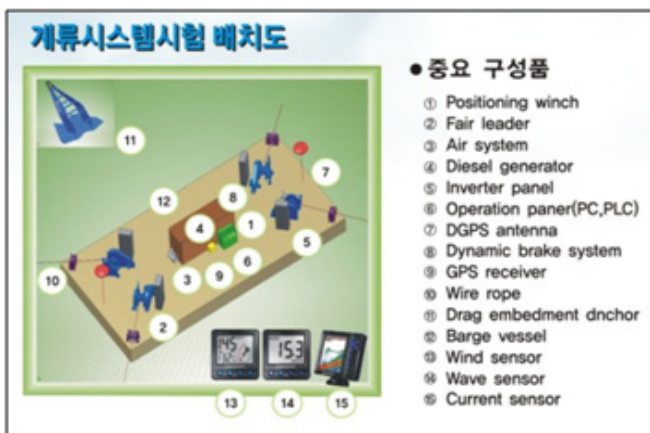 계류시스템시험 배치도
11
7
12
8
4
1
5
10
3
9
6
2
145
153
13
14
15
● 중요 구성품
① Positioning winch
② Fair leader
③ Air system
④ Diesel generator
⑤ Inverter panel
⑥ Operation paner(PC,PLC)
⑦ DGPS antenna
⑧ Dynamic brake system
⑨ GPS receiver
⑩ Wire rope
⑪ Drag embedment dnchor
⑫ Barge vessel
⑬ Wind sensor
⑭ Wave sensor
⑮ Current sensor